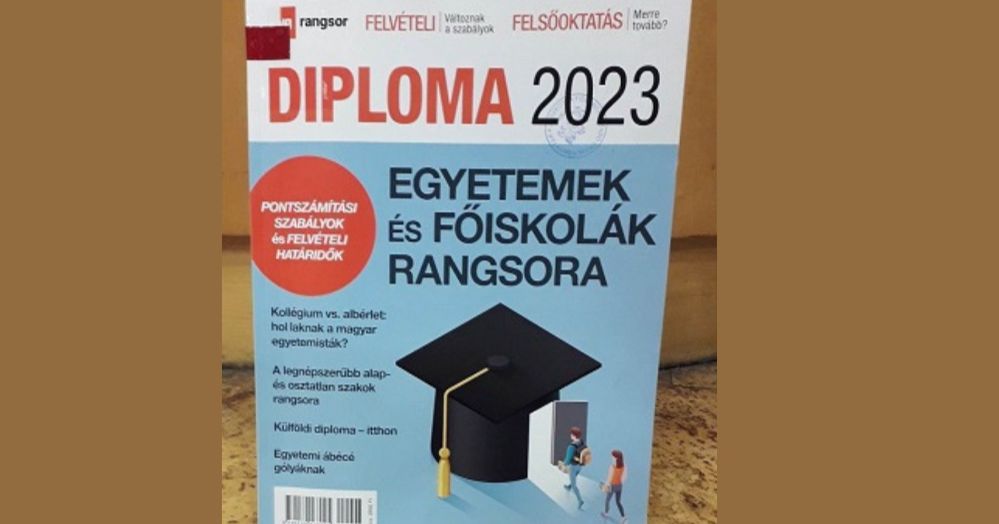 rangsor
FELVÉTELI
Változnak
a szabályok
FELSŐOKTATÁS
Merre
tovább?
DIPLOMA 2023
EGYETEMEK
és FŐISKOLÁK
RANGSORA
PONTSZÁMÍTÁSI
SZABÁLYOK
és FELVÉTELI
HATÁRIDŐK
Kollégium vs. albérlet:
hol laknak a magyar
egyetemisták?
A legnépszerűbb alap-
és osztatlan szakok
rangsora
Külföldi diploma – itthon
Egyetemi ábécé
gólyáknak